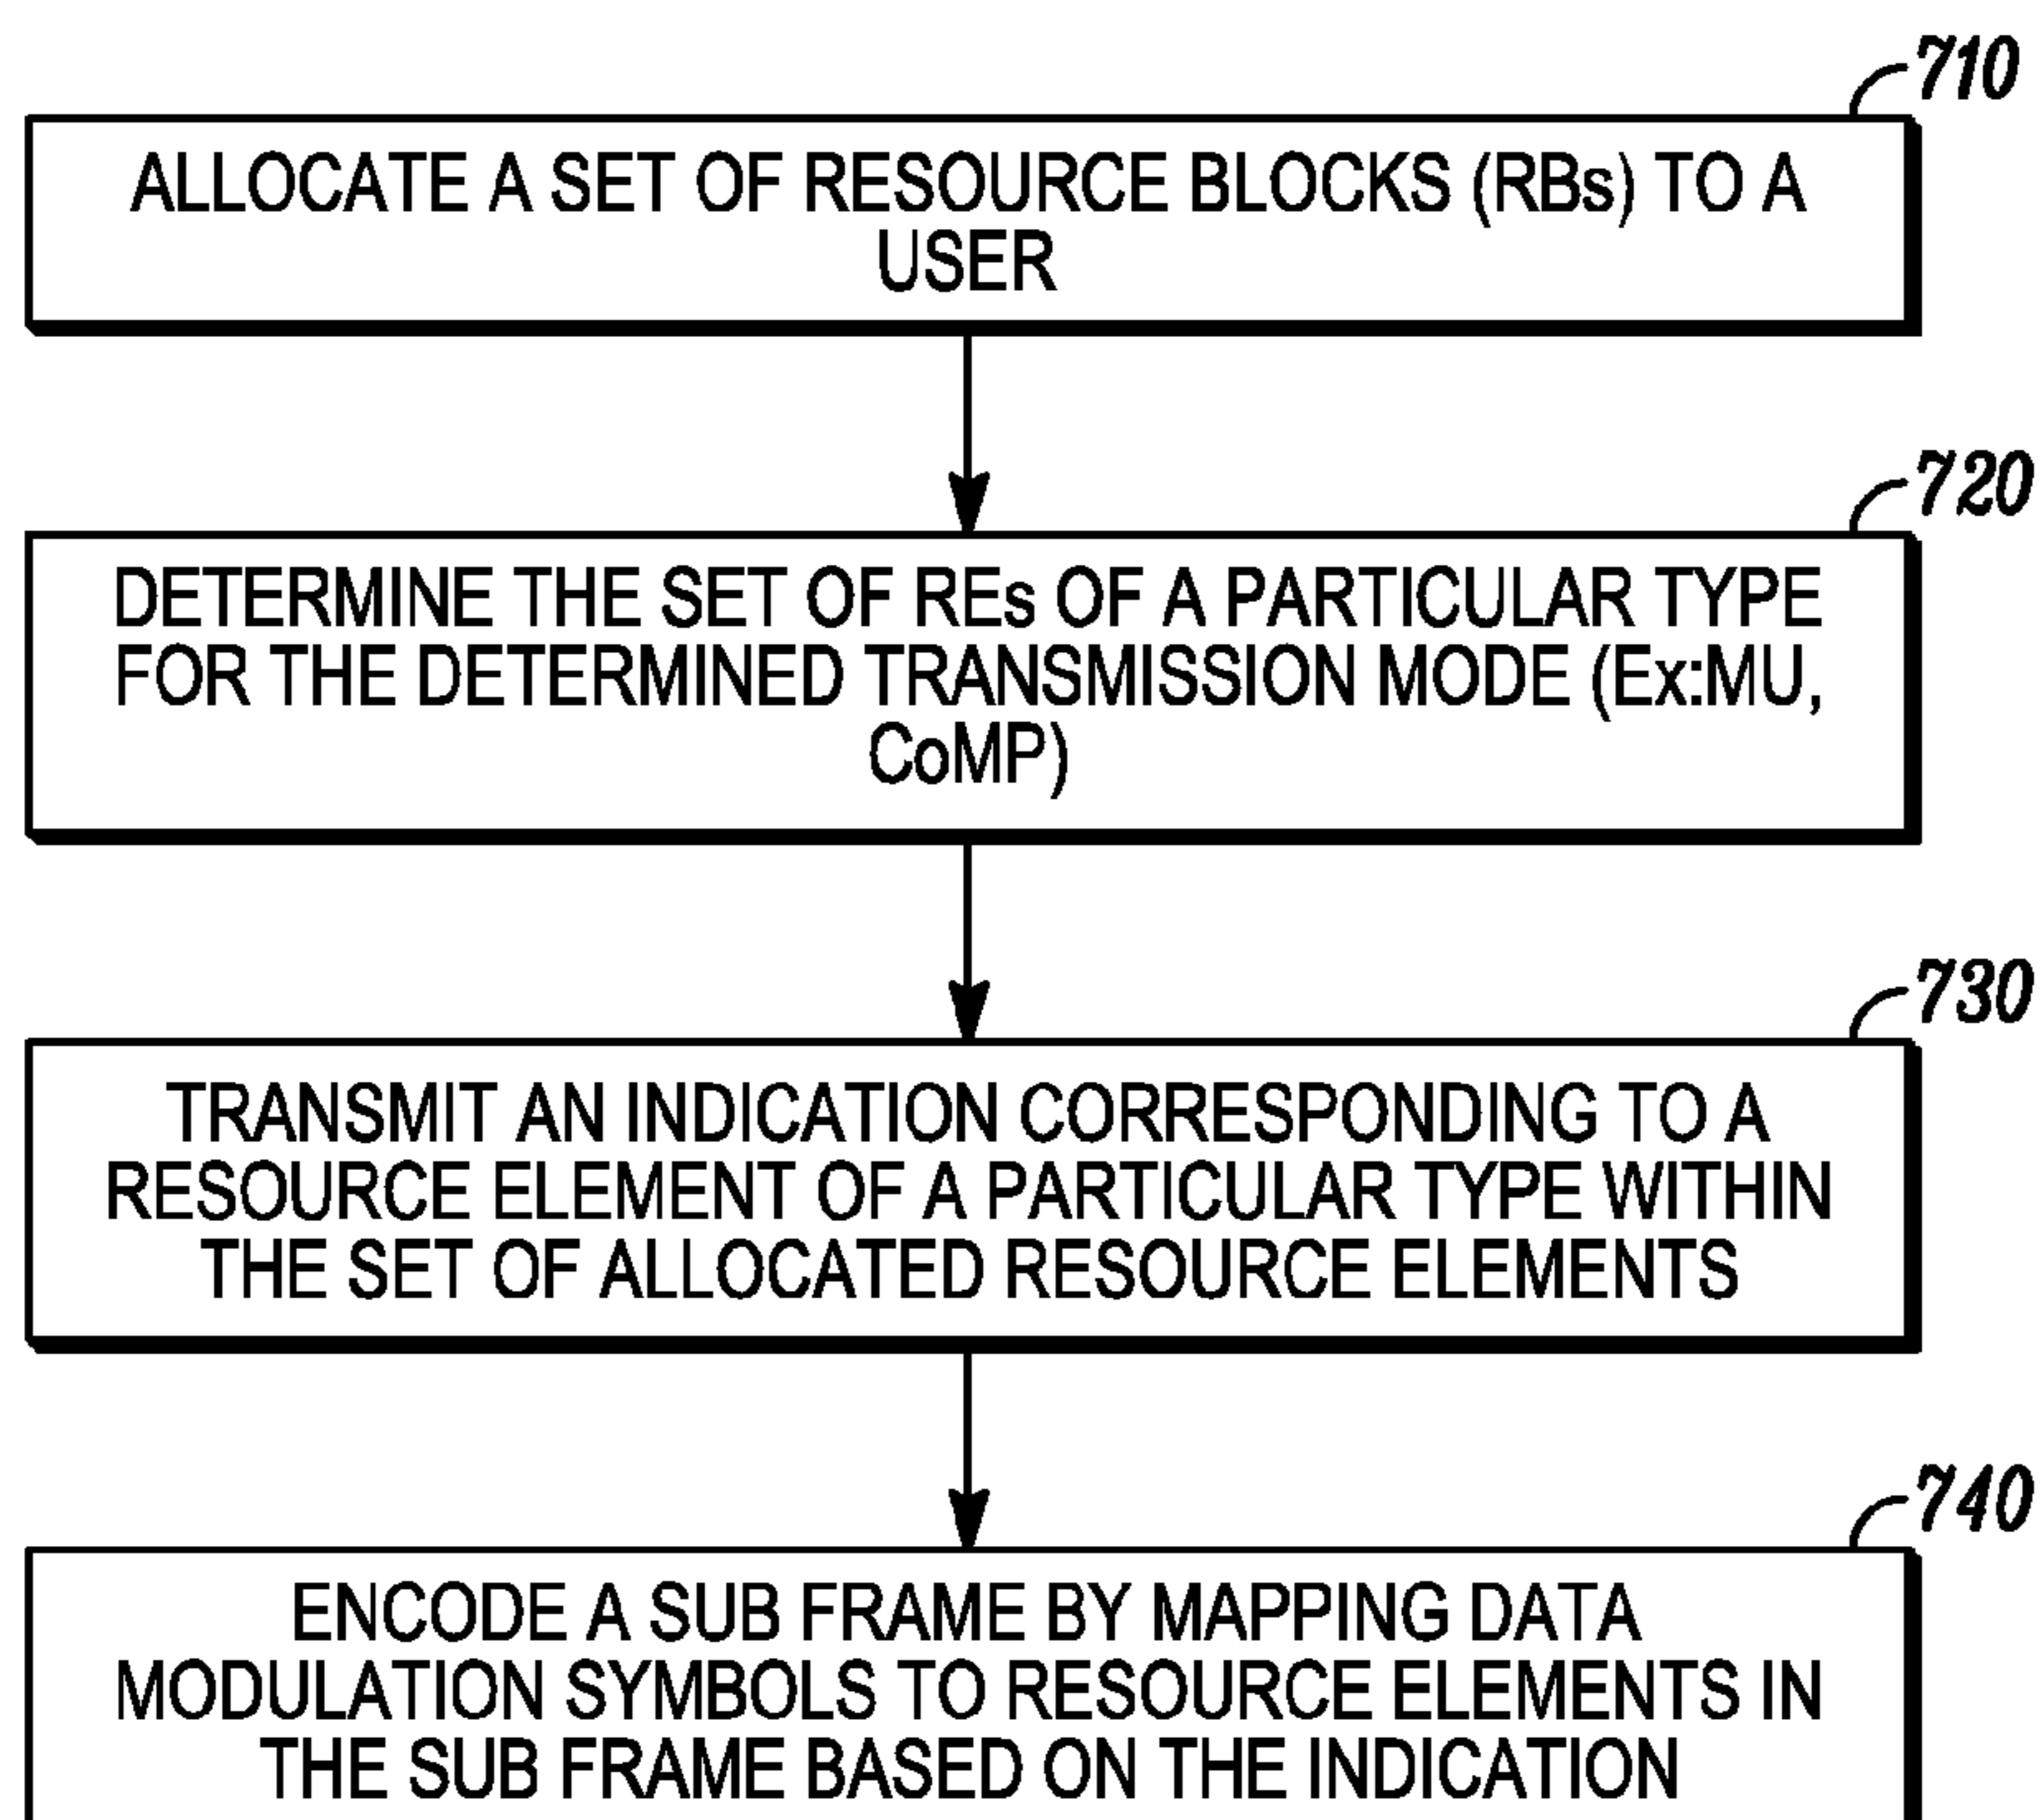 710
ALLOCATE A SET OF RESOURCE BLOCKS (RBs) TO A
USER
720
DETERMINE THE SET OF REs OF A PARTICULAR TYPE
FOR THE DETERMINED TRANSMISSION MODE (Ex:MU,
CoMP)
730
TRANSMIT AN INDICATION CORRESPONDING TO A
RESOURCE ELEMENT OF A PARTICULAR TYPE WITHIN
THE SET OF ALLOCATED RESOURCE ELEMENTS
740
ENCODE A SUB FRAME BY MAPPING DATA
MODULATION SYMBOLS TO RESOURCE ELEMENTS IN
THE SUB FRAME BASED ON THE INDICATION